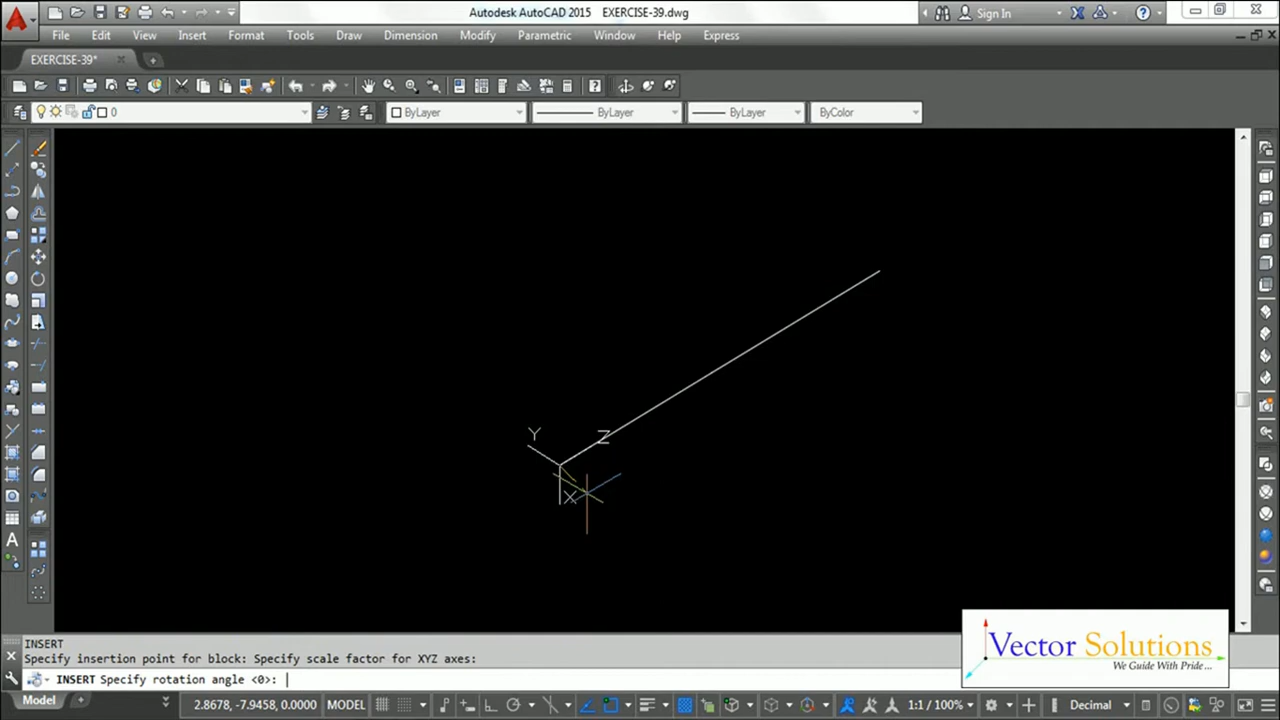 Autodesk AutoCAD 2015 EXERCISE-39.dwg Sign In
File Edit View Insert Format Tools Draw Dimension Modify Parametric Window Help Express
EXERCISE-39*
0 ByLayer ByLayer ByLayer ByColor
Y
Z
X
A
INSERT
Specify insertion point for block: Specify scale factor for XYZ axes:
INSERT Specify rotation angle <0>:
Vector Solutions
We Guide With Pride...
Model 2.8678, -7.9458, 0.0000 MODEL 1:1 / 100% Decimal